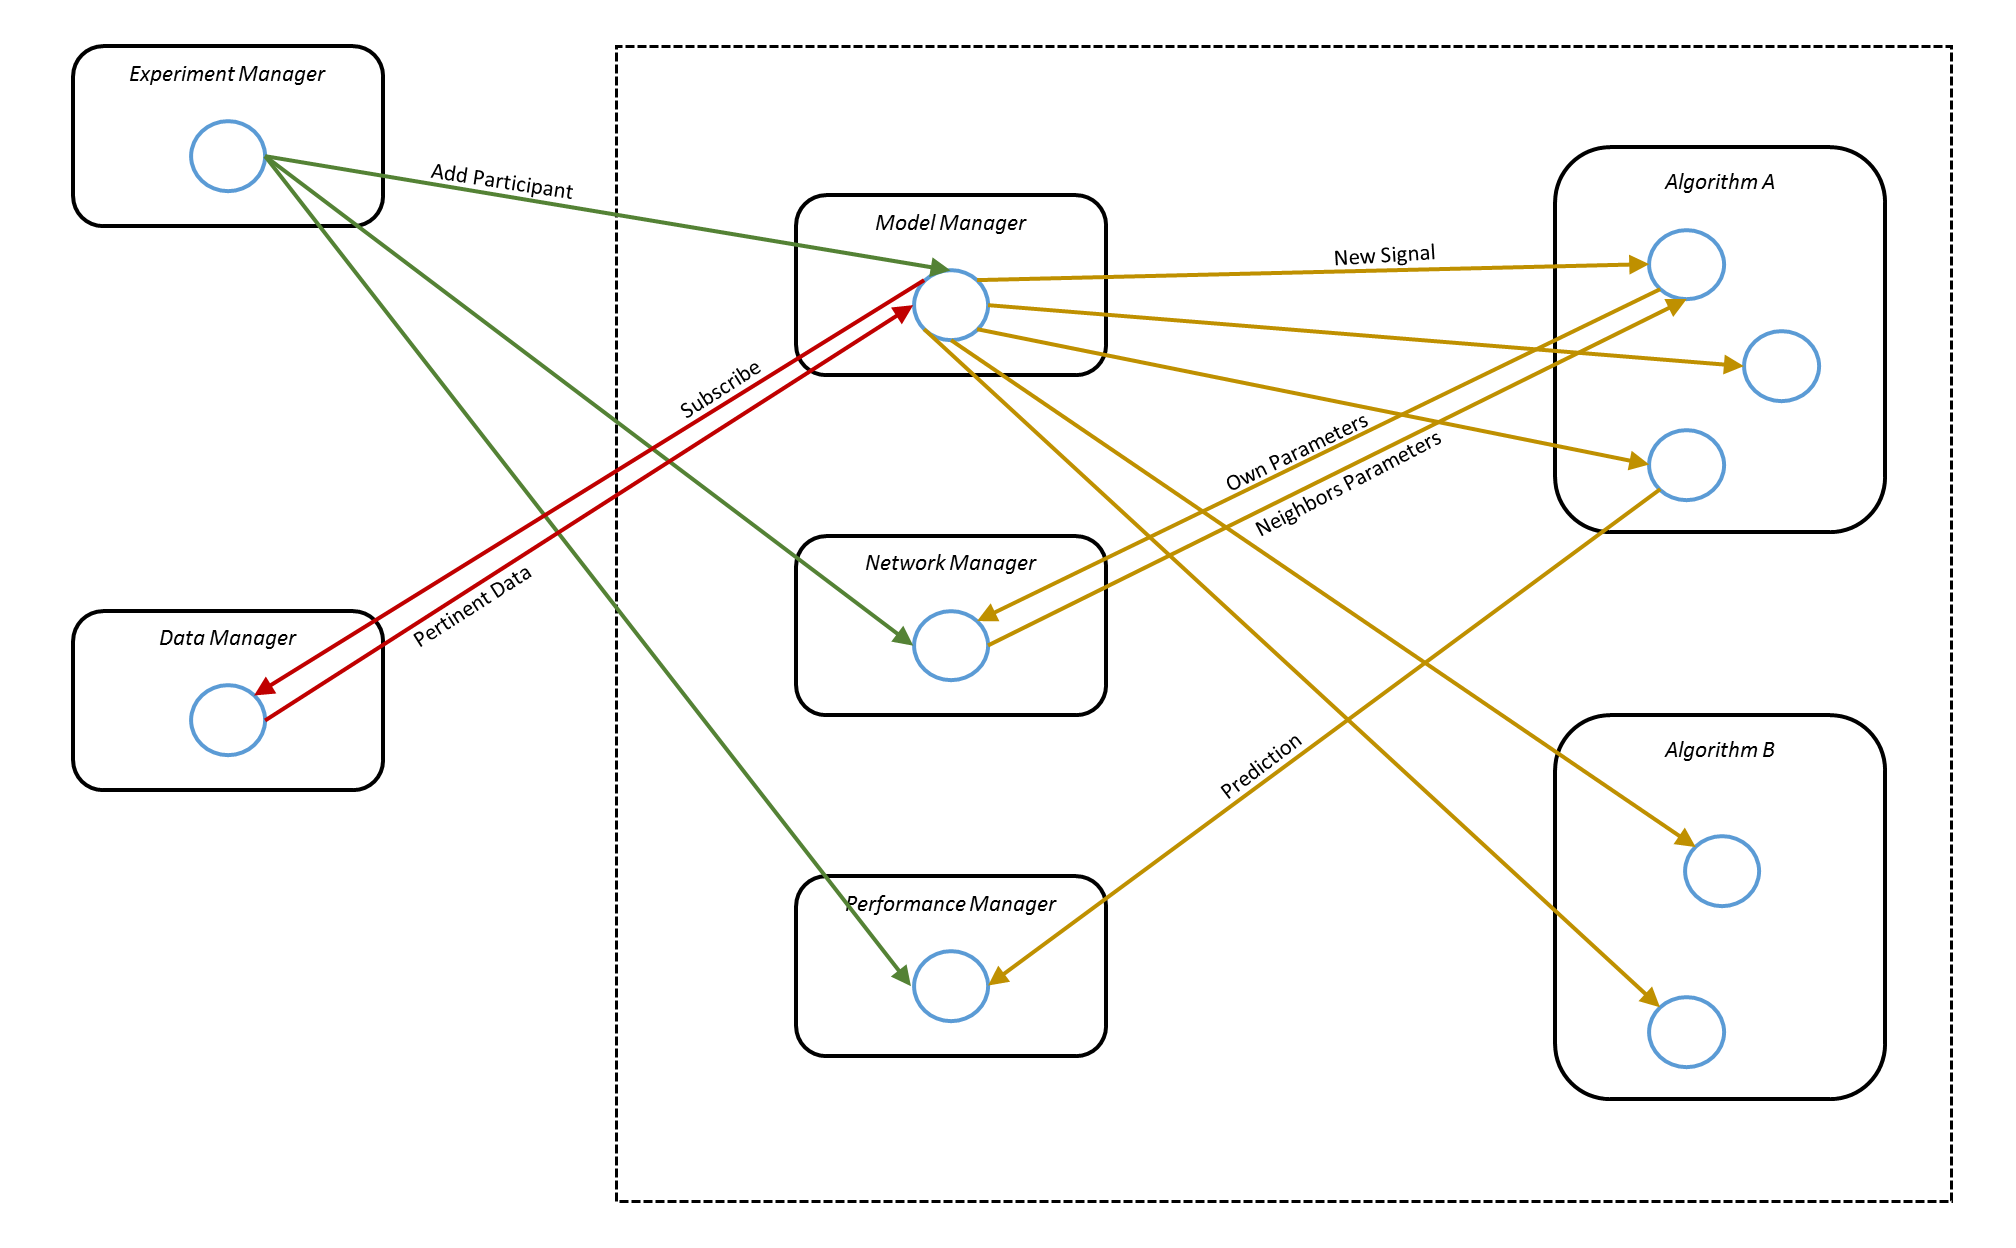 Experiment Manager
Add Participant
Model Manager
New Signal
Algorithm A
Subscribe
Own Parameters
Neighbors Parameters
Network Manager
Pertinent Data
Data Manager
Prediction
Algorithm B
Performance Manager